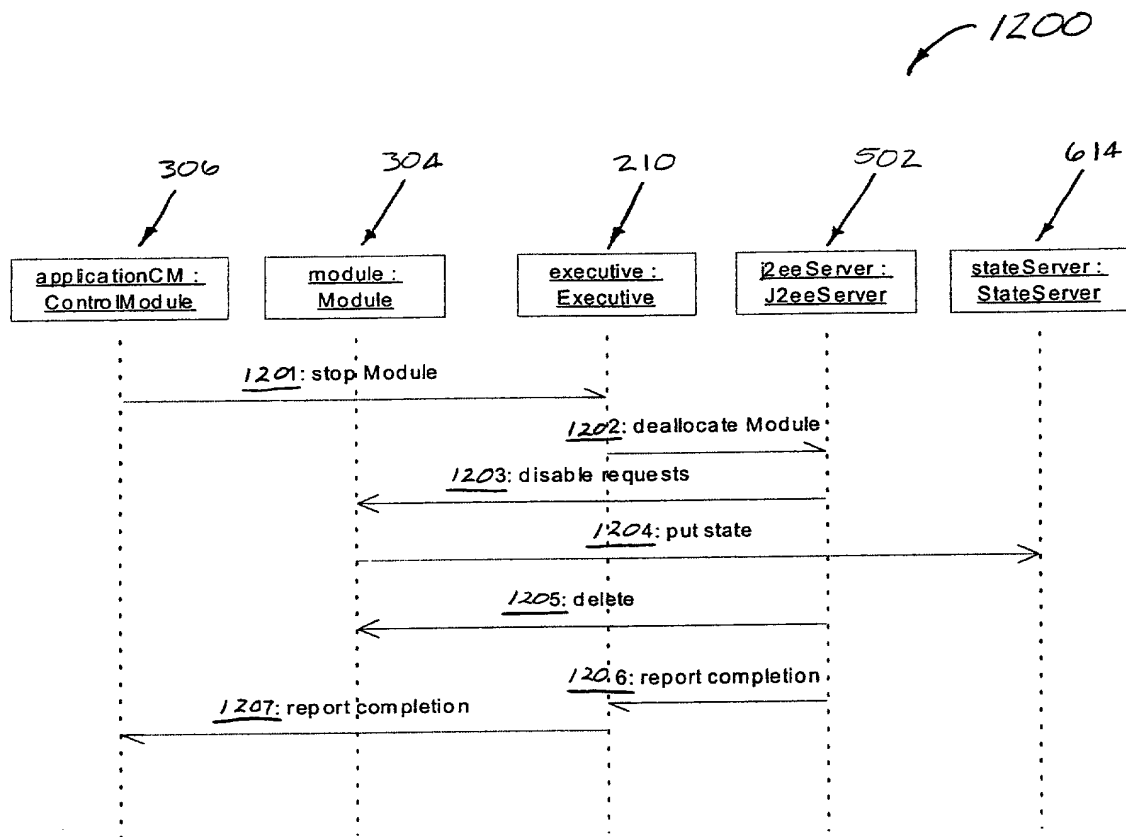 1200
306
304
210
502
614
applicationCM :
ControlModule
module :
Module
executive :
Executive
j2eeServer :
J2eeServer
stateServer :
StateServer
1201: stop Module
1202: deallocate Module
1203: disable requests
1204: put state
1205: delete
1206: report completion
1207: report completion